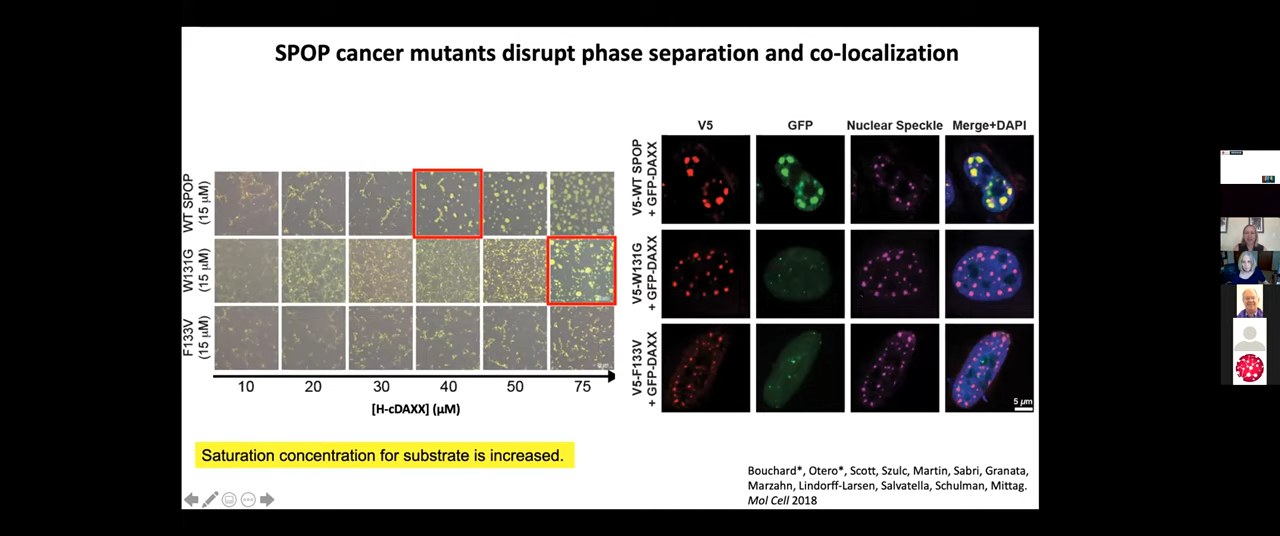 SPOP cancer mutants disrupt phase separation and co-localization
WT SPOP
(15 μM)
W131G
(15 μM)
F133V
(15 μM)
10 20 30 40 50 75
[H-cDAXX] (μM)
V5 GFP Nuclear Speckle Merge+DAPI
V5-WT SPOP
+ GFP-DAXX
V5-W131G
+ GFP-DAXX
V5-F133V
+ GFP-DAXX
5 μm
Saturation concentration for substrate is increased.
Bouchard*, Otero*, Scott, Szulc, Martin, Sabri, Granata,
Marzahn, Lindorff-Larsen, Salvatella, Schulman, Mittag.
Mol Cell 2018